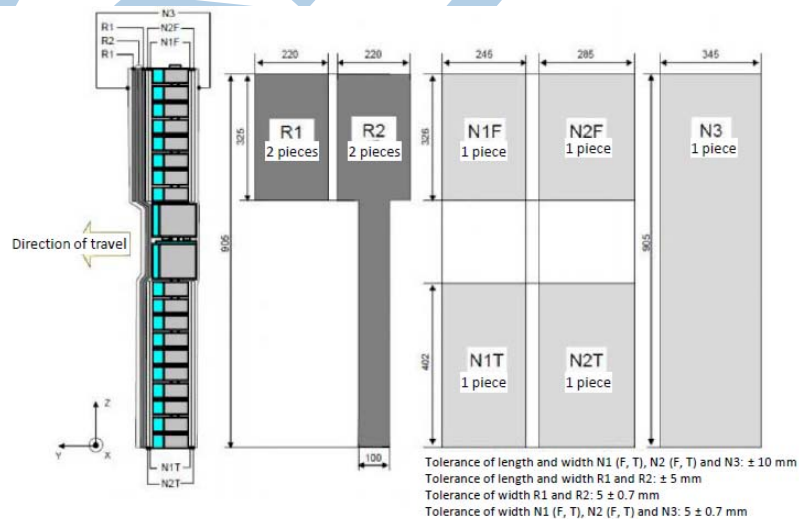 N3
R1
N2F
R2
N1F
R1
220
220
245
285
345
325
R1
2 pieces
R2
2 pieces
325
N1F
1 piece
N2F
1 piece
N3
1 piece
Direction of travel
905
905
402
N1T
1 piece
N2T
1 piece
Z
Y
X
N1T
N2T
100
Tolerance of length and width N1 (F, T), N2 (F, T) and N3: ± 10 mm
Tolerance of length and width R1 and R2: ± 5 mm
Tolerance of width R1 and R2: 5 ± 0.7 mm
Tolerance of width N1 (F, T), N2 (F, T) and N3: 5 ± 0.7 mm